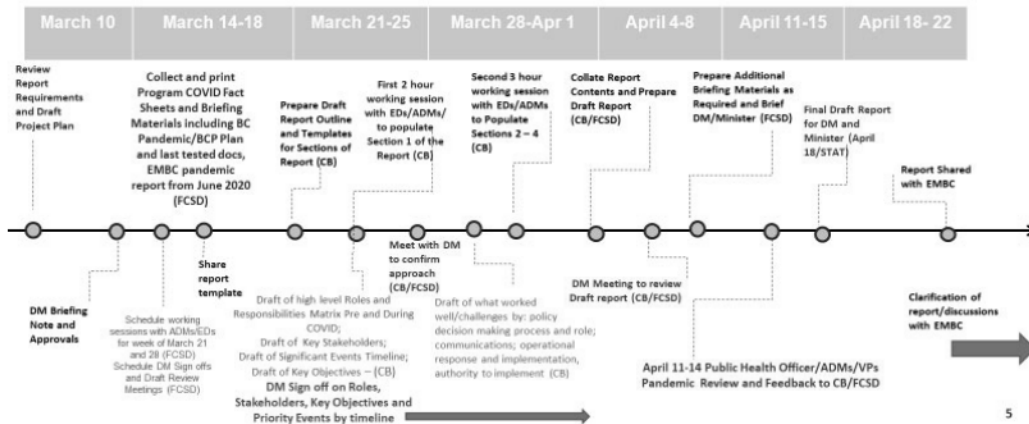 March 10
March 14-18
March 21-25
March 28-Apr 1
April 4-8
April 11-15
April 18- 22
Review
Report
Requirements
and Draft
Project Plan
Collect and print
Program COVID Fact
Sheets and Briefing
Materials including BC
Pandemic/BCP Plan
and last tested docs,
EMBC pandemic
report from June 2020
(FCSD)
Prepare Draft
Report Outline
and Templates
for Sections of
Report (CB)
First 2 hour
working session
with EDs/ADMs/
to populate
Section 1 of the
Report (CB)
Second 3 hour
working session
with EDs/ADMs
to Populate
Sections 2 – 4
(CB)
Collate Report
Contents and Prepare
Draft Report
(CB/FCSD)
Prepare Additional
Briefing Materials as
Required and Brief
DM/Minister (FCSD)
Final Draft Report
for DM and
Minister (April
18/STAT)
Report Shared
with EMBC
DM Briefing
Note and
Approvals
Schedule working
sessions with ADMs/EDs
for week of March 21
and 28 (FCSD)
Schedule DM Sign offs
and Draft Review
Meetings (FCSD)
Share
report
template
Draft of high level Roles and
Responsibilities Matrix Pre and During
COVID;
Draft of Key Stakeholders;
Draft of Significant Events Timeline;
Draft of Key Objectives – (CB)
DM Sign off on Roles,
Stakeholders, Key Objectives and
Priority Events by timeline
Meet with DM
to confirm
approach
(CB/FCSD)
Draft of what worked
well/challenges by: policy
decision making process and role;
communications; operational
response and implementation,
authority to implement (CB)
DM Meeting to review
Draft report (CB/FCSD)
April 11-14 Public Health Officer/ADMs/VPs
Pandemic Review and Feedback to CB/FCSD
Clarification of
report/discussions
with EMBC
5